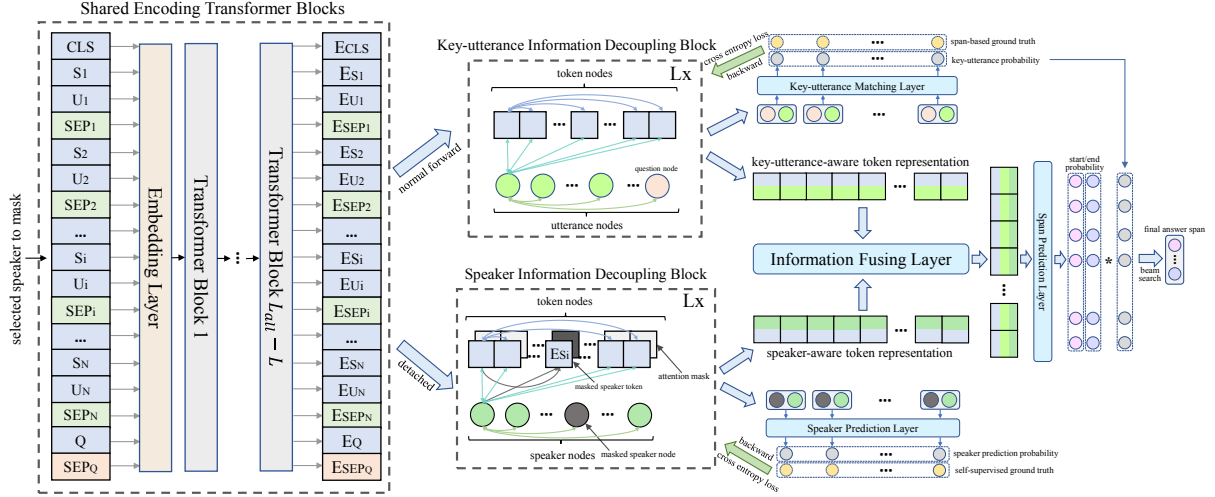 Shared Encoding Transformer Blocks
selected speaker to mask
CLS
S1
U1
SEP1
S2
U2
SEP2
...
Si
Ui
SEPi
...
SN
UN
SEPN
Q
SEPQ
Embedding Layer
Transformer Block 1
...
Transformer Block Lall − L
ECLS
ES1
EU1
ESEP1
ES2
EU2
ESEP2
...
ESi
EUi
ESEPi
...
ESN
EUN
ESEPN
EQ
ESEPQ
normal forward
detached
Key-utterance Information Decoupling Block
Lx
token nodes
...
...
...
...
question node
utterance nodes
cross entropy loss
backward
span-based ground truth
key-utterance probability
...
Key-utterance Matching Layer
...
key-utterance-aware token representation
...
Information Fusing Layer
...
speaker-aware token representation
Speaker Information Decoupling Block
Lx
token nodes
...
ESi
...
attention mask
masked speaker token
...
...
masked speaker node
speaker nodes
...
Speaker Prediction Layer
backward
cross entropy loss
...
speaker prediction probability
self-supervised ground truth
...
Span Prediction Layer
start/end
probability
*
...
beam
search
final answer span
...